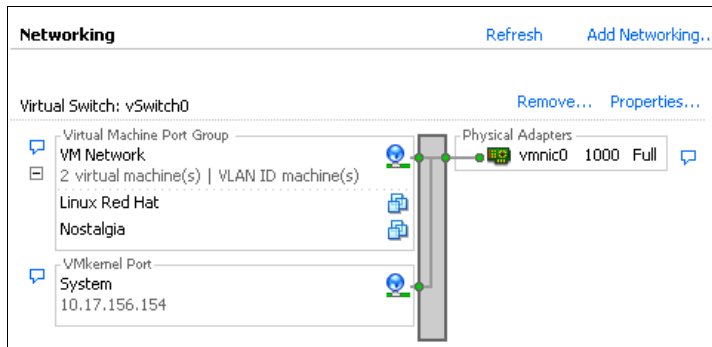 Networking Refresh Add Networking..
Virtual Switch: vSwitch0 Remove... Properties...
Virtual Machine Port Group Physical Adapters
VM Network vmnic0 1000 Full
2 virtual machine(s) | VLAN ID machine(s)
Linux Red Hat
Nostalgia
VMkernel Port
System
10.17.156.154